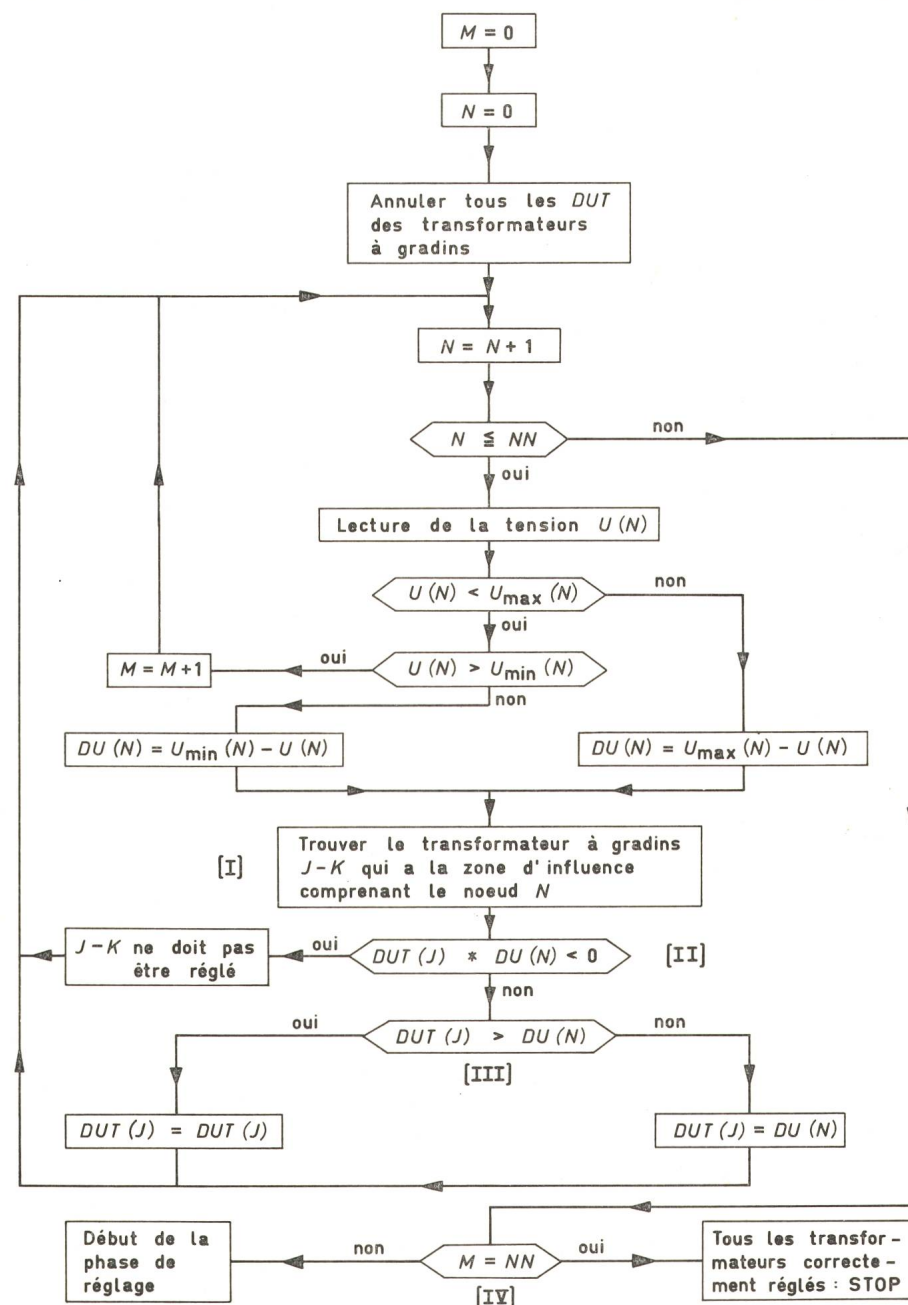 M = 0
N = 0
Annuler tous les DUT
des transformateurs
à gradins
N = N + 1
N ≦ NN
non
oui
Lecture de la tension U (N)
U (N) < Umax (N)
non
oui
U (N) > Umin (N)
oui
M = M+1
non
DU (N) = Umin (N) – U (N)
DU (N) = Umax (N) – U (N)
[I]
Trouver le transformateur à gradins
J–K qui a la zone d'influence
comprenant le noeud N
J–K ne doit pas
être réglé
oui
DUT (J) * DU (N) < 0
[II]
non
oui
DUT (J) > DU (N)
non
[III]
DUT (J) = DUT (J)
DUT (J) = DU (N)
Début de la
phase de
réglage
non
M = NN
oui
[IV]
Tous les transfor-
mateurs correcte-
ment réglés : STOP